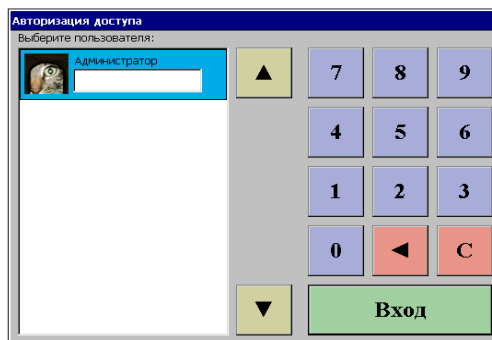 Авторизация доступа
Выберите пользователя:
Администратор
7 8 9
4 5 6
1 2 3
0 C
Вход